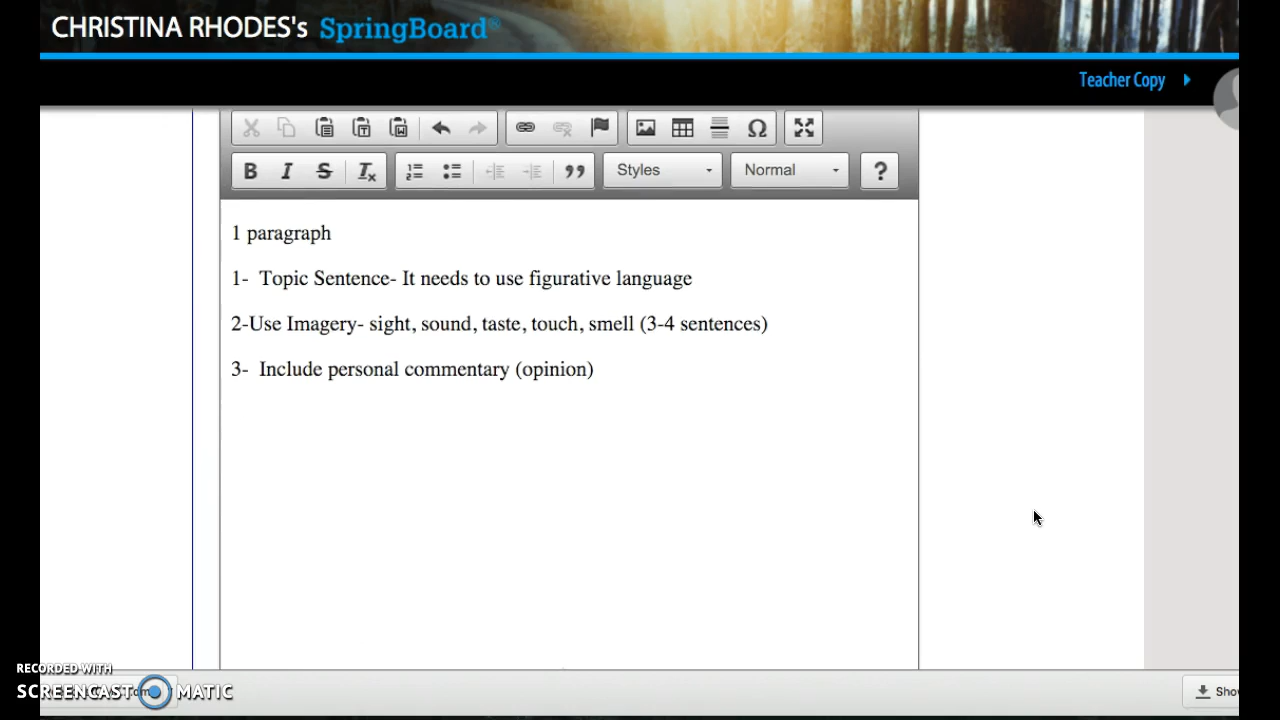 CHRISTINA RHODES's SpringBoard®
Teacher Copy
Styles
Normal
?
1 paragraph
1- Topic Sentence- It needs to use figurative language
2-Use Imagery- sight, sound, taste, touch, smell (3-4 sentences)
3- Include personal commentary (opinion)
RECORDED WITH
SCREENCAST MATIC
Show